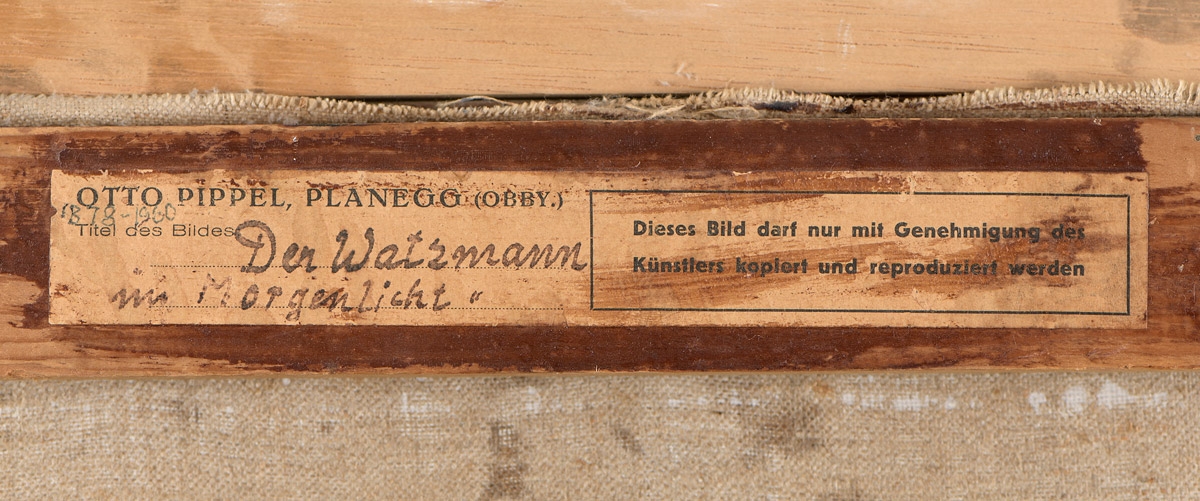 OTTO PIPPEL, PLANEGG (OBBY.)
1878-1960
Titel des Bildes
Der Watzmann
im Morgenlicht"
Dieses Bild darf nur mit Genehmigung des
Künstlers kopiert und reproduziert werden